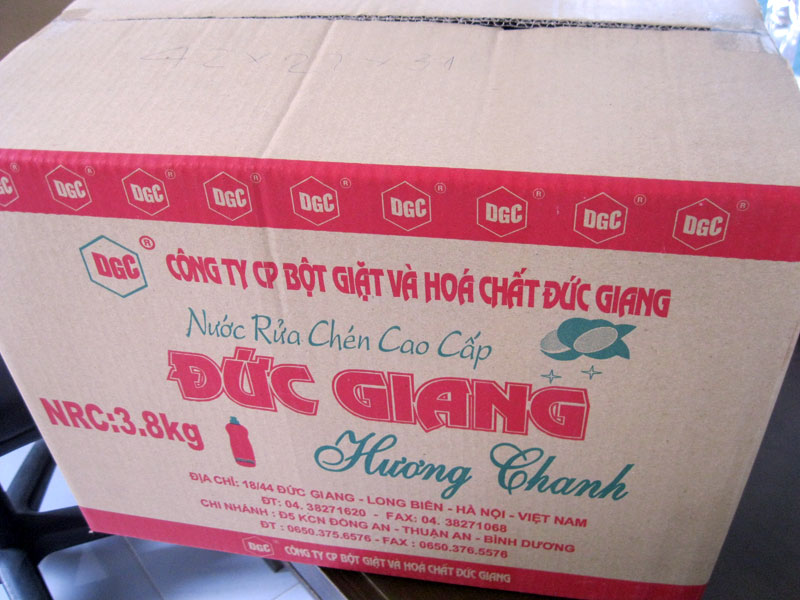 42 x 27 x 31
DGC ® DGC ® DGC ® DGC ® DGC ® DGC ® DGC ® DGC ® DGC
DGC ® CÔNG TY CP BỘT GIẶT VÀ HOÁ CHẤT ĐỨC GIANG
Nước Rửa Chén Cao Cấp
ĐỨC GIANG
NRC:3.8kg
Hương Chanh
ĐỊA CHỈ: 18/44 ĐỨC GIANG - LONG BIÊN - HÀ NỘI - VIỆT NAM
ĐT: 04. 38271620 - FAX: 04. 38271068
CHI NHÁNH : Đ5 KCN ĐỒNG AN - THUẬN AN - BÌNH DƯƠNG
ĐT : 0650.375.6576 - FAX : 0650.376.5576
DGC CÔNG TY CP BỘT GIẶT VÀ HOÁ CHẤT ĐỨC GIANG